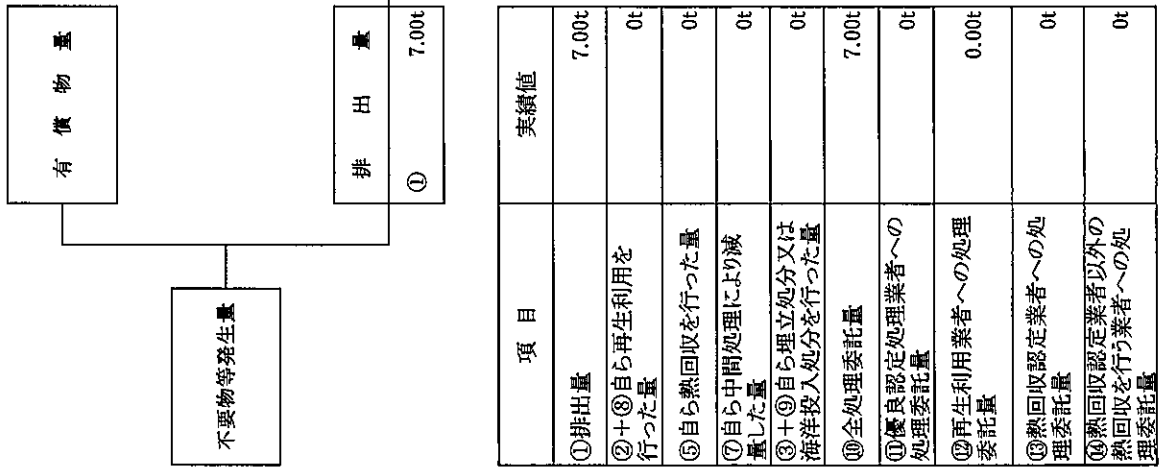 不要物等発生量
有償物量
排出量
① 7.00t
項目 実績値
①排出量 7.00t
②+⑧自ら再生利用を
行った量 0t
⑤自ら熱回収を行った量 0t
⑦自ら中間処理により減
量した量 0t
③+⑨自ら埋立処分又は
海洋投入処分を行った量 0t
⑩全処理委託量 7.00t
⑪優良認定処理業者への
処理委託量 0t
⑫再生利用業者への処理
委託量 0.00t
⑬熱回収認定業者への処
理委託量 0t
⑭熱回収認定業者以外の
熱回収を行う業者への処
理委託量 0t